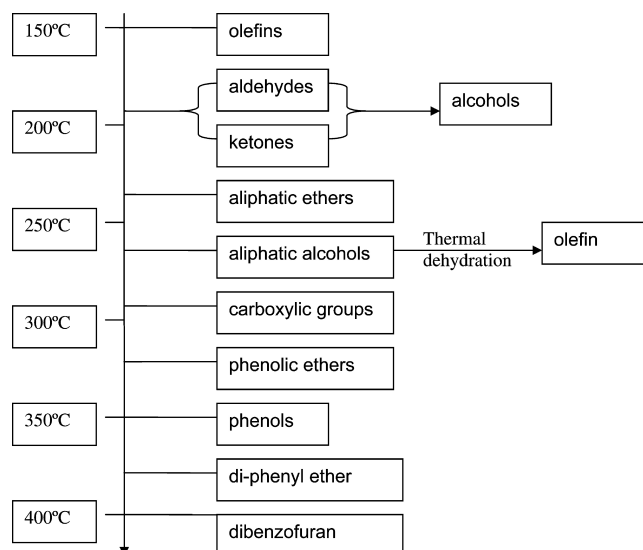 150ºC
olefins
aldehydes
alcohols
200ºC
ketones
aliphatic ethers
250ºC
aliphatic alcohols
Thermal
dehydration
olefin
carboxylic groups
300ºC
phenolic ethers
350ºC
phenols
di-phenyl ether
400ºC
dibenzofuran